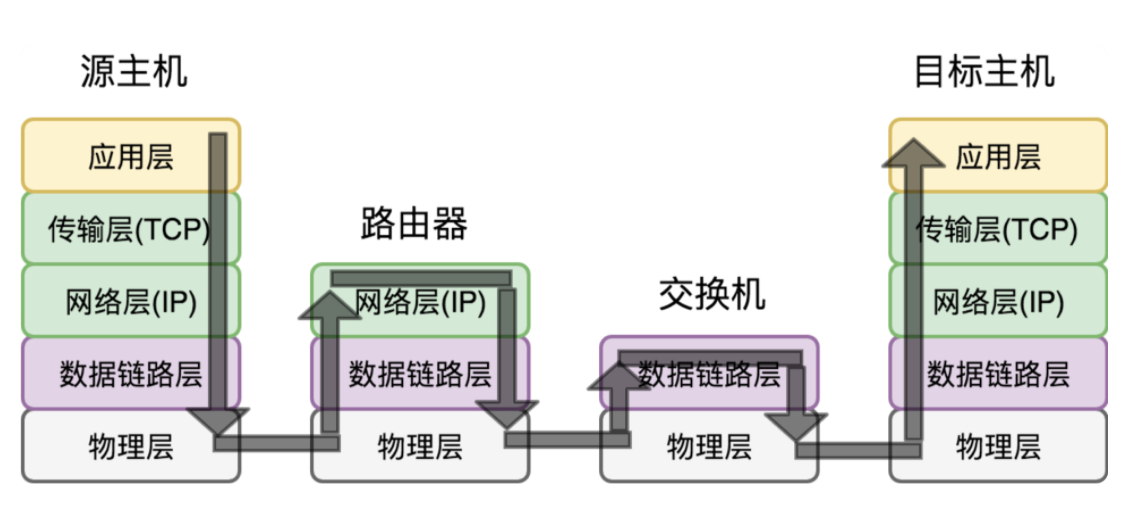 源主机
应用层
传输层(TCP)
网络层(IP)
数据链路层
物理层
路由器
网络层(IP)
数据链路层
物理层
交换机
数据链路层
物理层
目标主机
应用层
传输层(TCP)
网络层(IP)
数据链路层
物理层